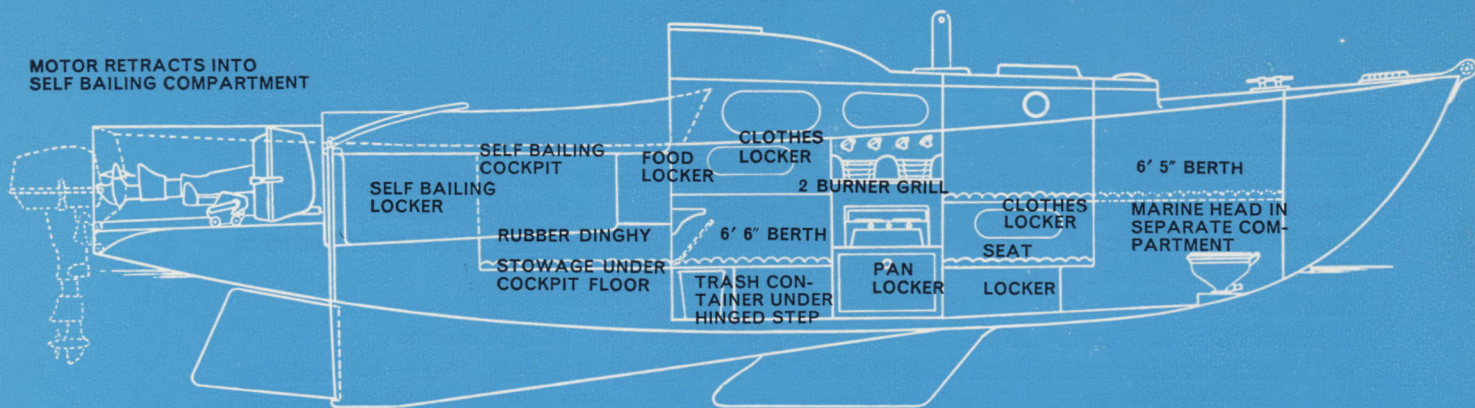 MOTOR RETRACTS INTO
SELF BAILING COMPARTMENT
SELF BAILING
LOCKER
SELF BAILING
COCKPIT
FOOD
LOCKER
CLOTHES
LOCKER
2 BURNER GRILL
6' 5" BERTH
RUBBER DINGHY
STOWAGE UNDER
COCKPIT FLOOR
6' 6" BERTH
CLOTHES
LOCKER
SEAT
MARINE HEAD IN
SEPARATE COM-
PARTMENT
TRASH CON-
TAINER UNDER
HINGED STEP
PAN
LOCKER
LOCKER